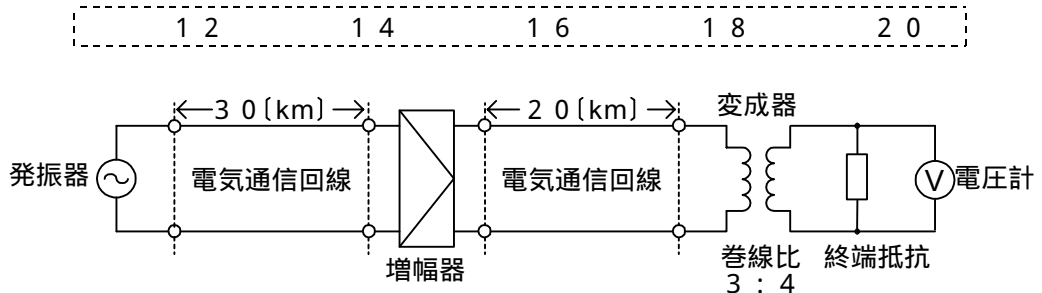 １２ １４ １６ １８ ２０
３０〔km〕 ２０〔km〕 変成器
発振器 電気通信回線 電気通信回線 V 電圧計
増幅器 巻線比 終端抵抗
３：４